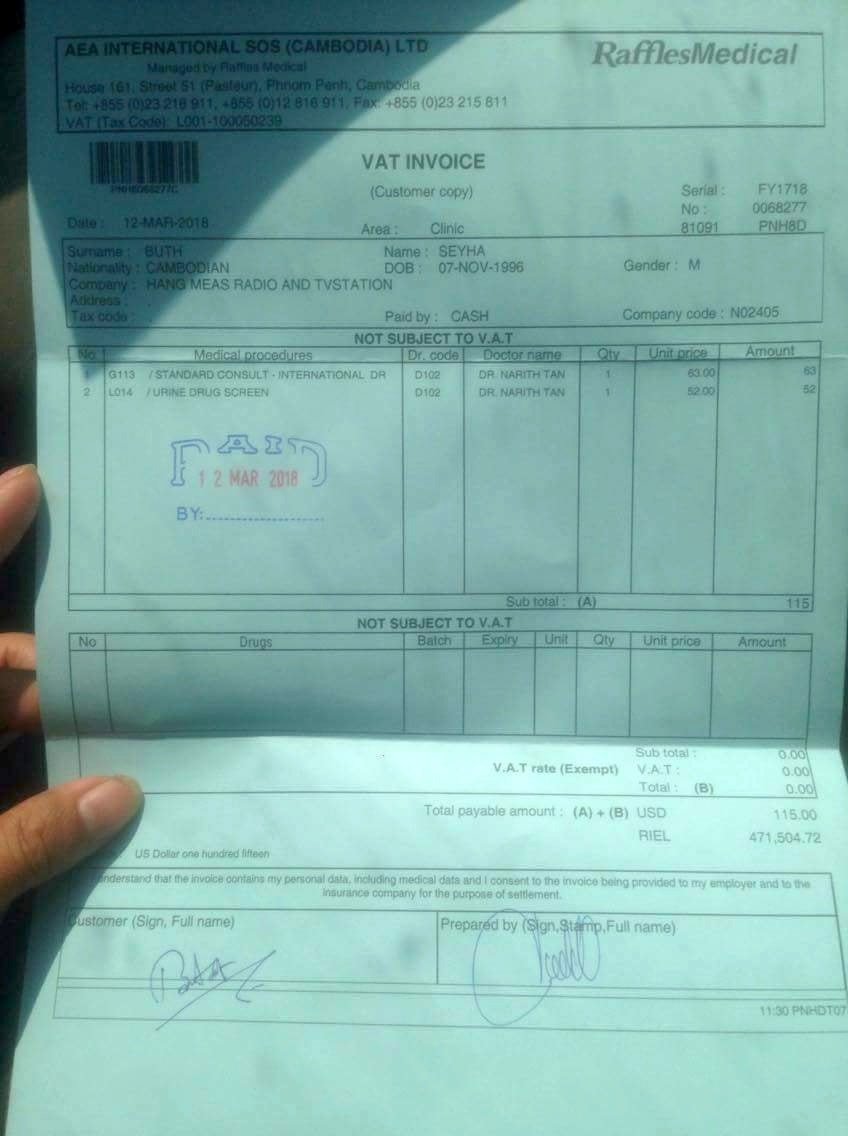 AEA INTERNATIONAL SOS (CAMBODIA) LTD
RafflesMedical
Managed by Raffles Medical
House 161, Street 51 (Pasteur), Phnom Penh, Cambodia
Tel: +855 (0)23 216 911, +855 (0)12 816 911, Fax: +855 (0)23 215 811
VAT (Tax Code): L001-100050239
PNH8068277C
VAT INVOICE
(Customer copy)
Serial : FY1718
No : 0068277
Date : 12-MAR-2018 Area : Clinic 81091 PNH8D
Surname : BUTH Name : SEYHA
Nationality : CAMBODIAN DOB : 07-NOV-1996 Gender : M
Company : HANG MEAS RADIO AND TVSTATION
Address : .
Tax code : . Paid by : CASH Company code : N02405
NOT SUBJECT TO V.A.T
No Medical procedures Dr. code Doctor name Qty Unit price Amount
1 G113 / STANDARD CONSULT - INTERNATIONAL DR D102 DR. NARITH TAN 1 63.00 63
2 L014 / URINE DRUG SCREEN D102 DR. NARITH TAN 1 52.00 52
PAID
12 MAR 2018
BY:
Sub total : (A) 115
NOT SUBJECT TO V.A.T
No Drugs Batch Expiry Unit Qty Unit price Amount
Sub total : 0.00
V.A.T rate (Exempt) V.A.T : 0.00
Total : (B) 0.00
Total payable amount : (A) + (B) USD 115.00
RIEL 471,504.72
US Dollar one hundred fifteen
understand that the invoice contains my personal data, including medical data and I consent to the invoice being provided to my employer and to the
insurance company for the purpose of settlement.
Customer (Sign, Full name) Prepared by (Sign,Stamp,Full name)
11:30 PNHDT07